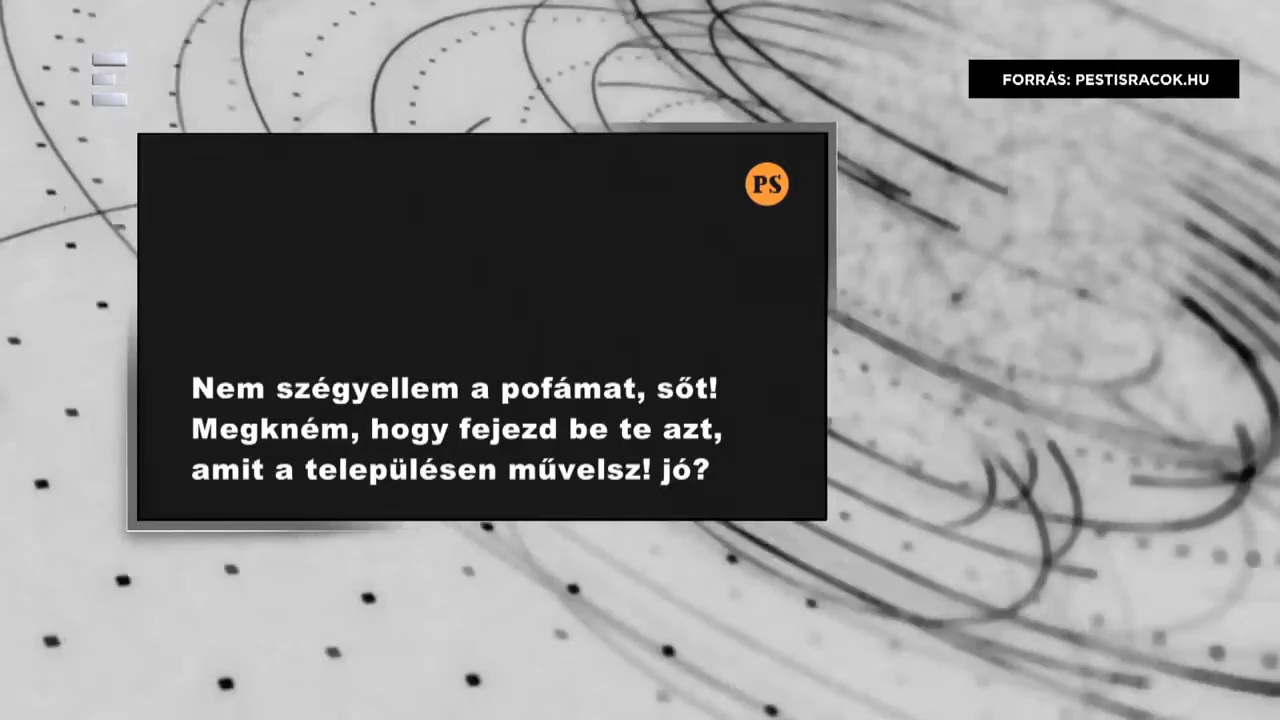 FORRÁS: PESTISRACOK.HU
PS
Nem szégyellem a pofámat, sőt!
Megkném, hogy fejezd be te azt,
amit a településen művelsz! jó?